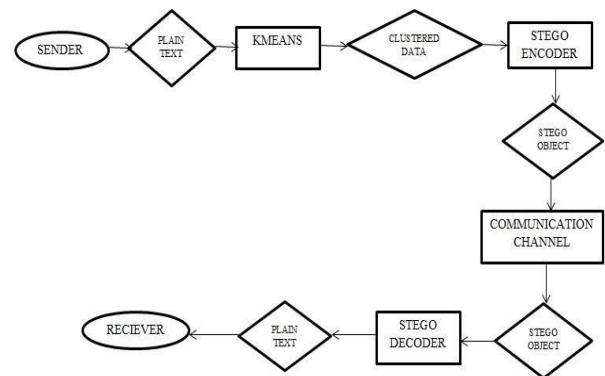 SENDER
PLAIN
TEXT
KMEANS
CLUSTERED
DATA
STEGO
ENCODER
STEGO
OBJECT
COMMUNICATION
CHANNEL
STEGO
OBJECT
STEGO
DECODER
PLAIN
TEXT
RECIEVER